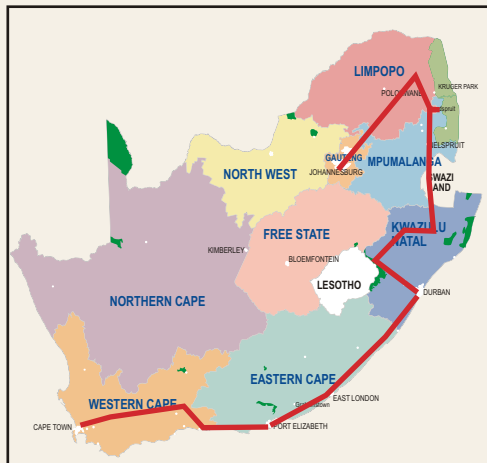 LIMPOPO
KRUGER PARK
POLOKWANE
GAUTENG
NELSPRUIT
MPUMALANGA
JOHANNESBURG
NORTH WEST
SWAZI
LAND
KWAZULU
NATAL
FREE STATE
KIMBERLEY
BLOEMFONTEIN
LESOTHO
DURBAN
NORTHERN CAPE
EASTERN CAPE
WESTERN CAPE
EAST LONDON
Grahamstown
CAPE TOWN
PORT ELIZABETH